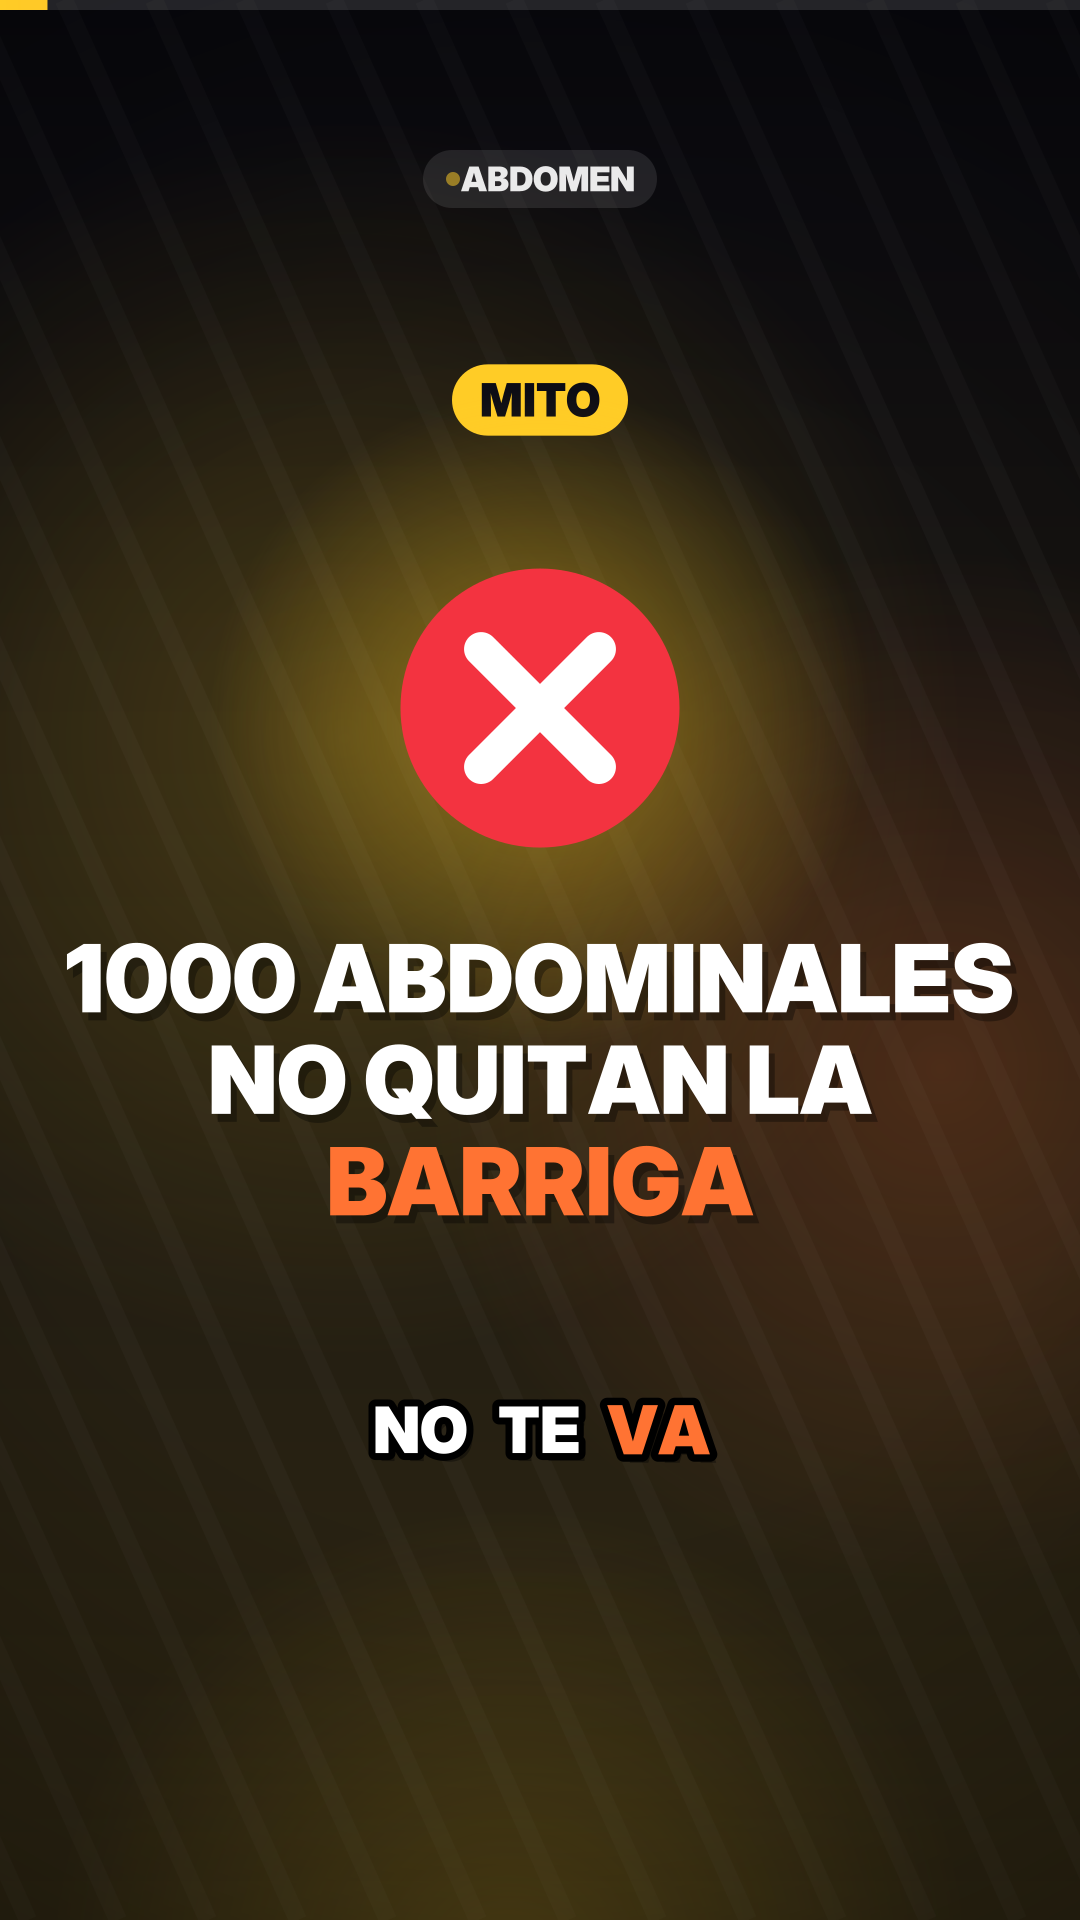 ABDOMEN
MITO
1000 ABDOMINALES
NO QUITAN LA
BARRIGA
NO TE VA